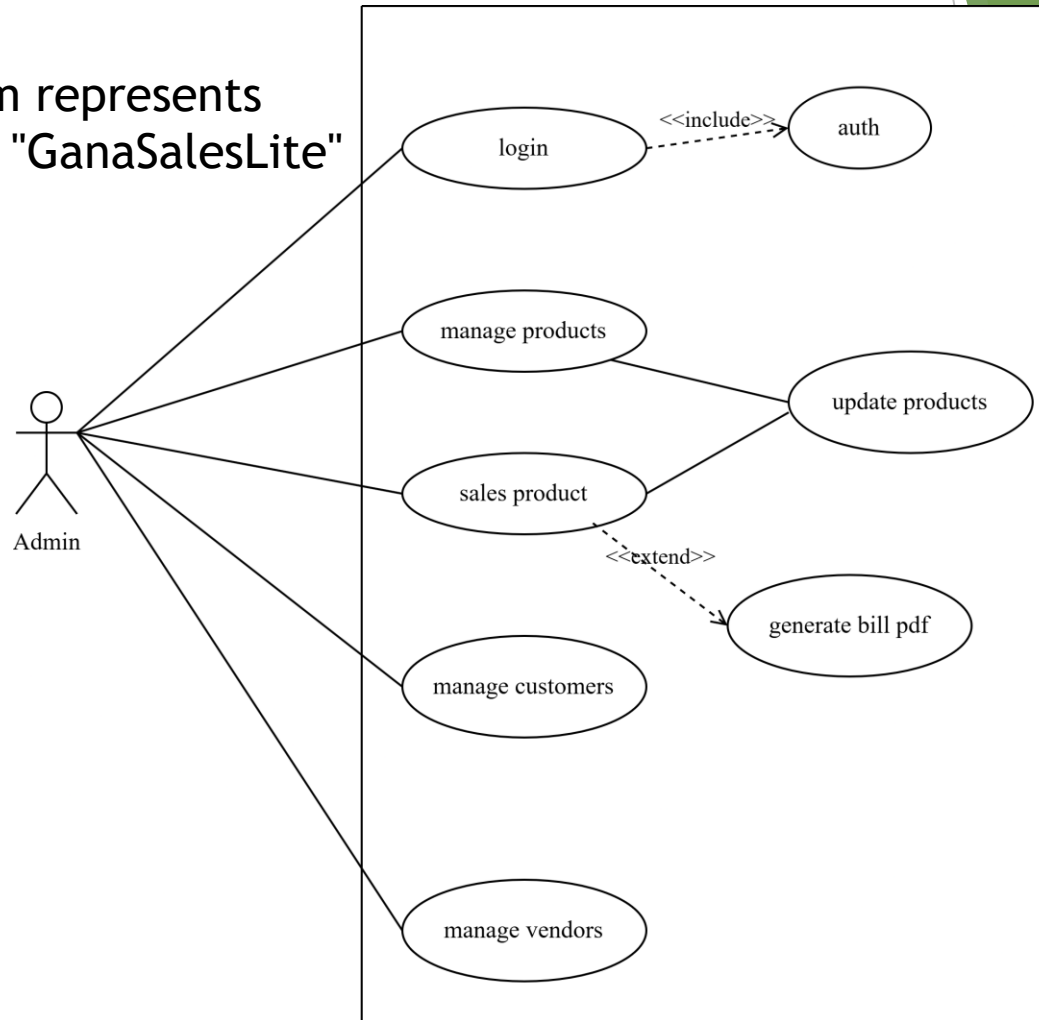 represents
"GanaSalesLite"
login
<<include>>
auth
manage products
update products
sales product
<<extend>>
generate bill pdf
Admin
manage customers
manage vendors